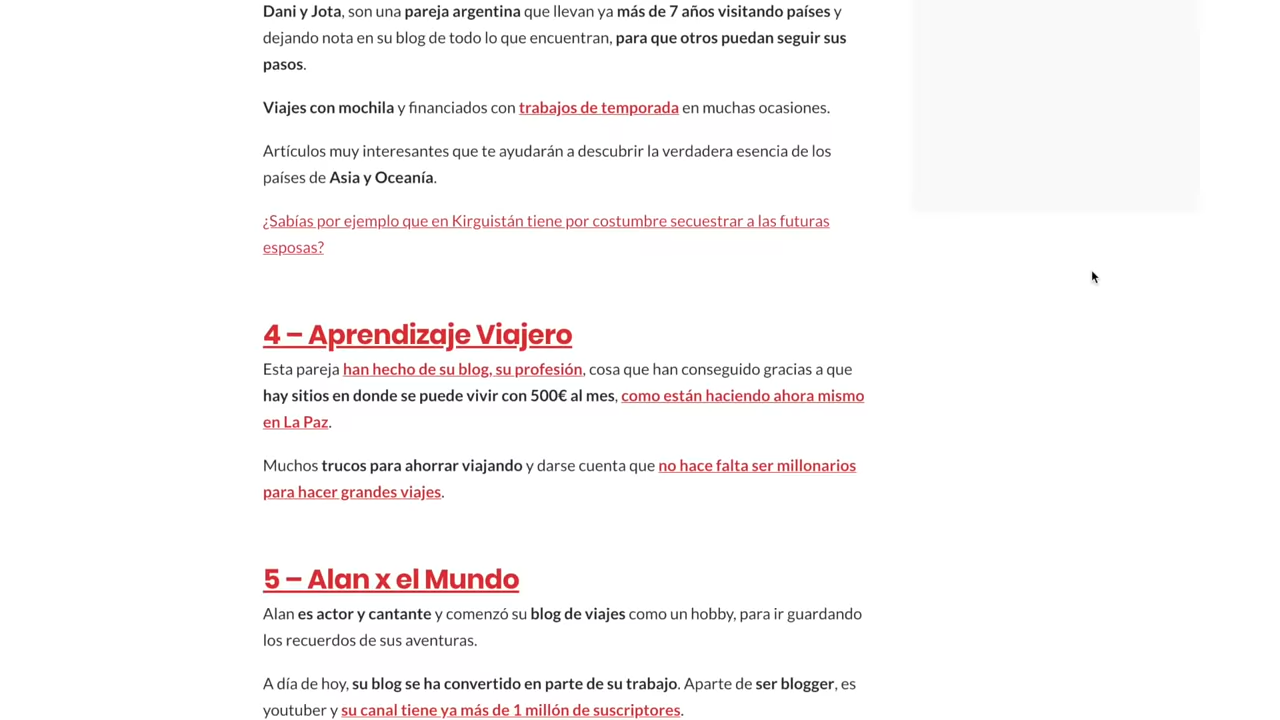 Dani y Jota, son una pareja argentina que llevan ya más de 7 años visitando países y
dejando nota en su blog de todo lo que encuentran, para que otros puedan seguir sus
pasos.
Viajes con mochila y financiados con trabajos de temporada en muchas ocasiones.
Artículos muy interesantes que te ayudarán a descubrir la verdadera esencia de los
países de Asia y Oceanía.
¿Sabías por ejemplo que en Kirguistán tiene por costumbre secuestrar a las futuras
esposas?
4 – Aprendizaje Viajero
Esta pareja han hecho de su blog, su profesión, cosa que han conseguido gracias a que
hay sitios en donde se puede vivir con 500€ al mes, como están haciendo ahora mismo
en La Paz.
Muchos trucos para ahorrar viajando y darse cuenta que no hace falta ser millonarios
para hacer grandes viajes.
5 – Alan x el Mundo
Alan es actor y cantante y comenzó su blog de viajes como un hobby, para ir guardando
los recuerdos de sus aventuras.
A día de hoy, su blog se ha convertido en parte de su trabajo. Aparte de ser blogger, es
youtuber y su canal tiene ya más de 1 millón de suscriptores.